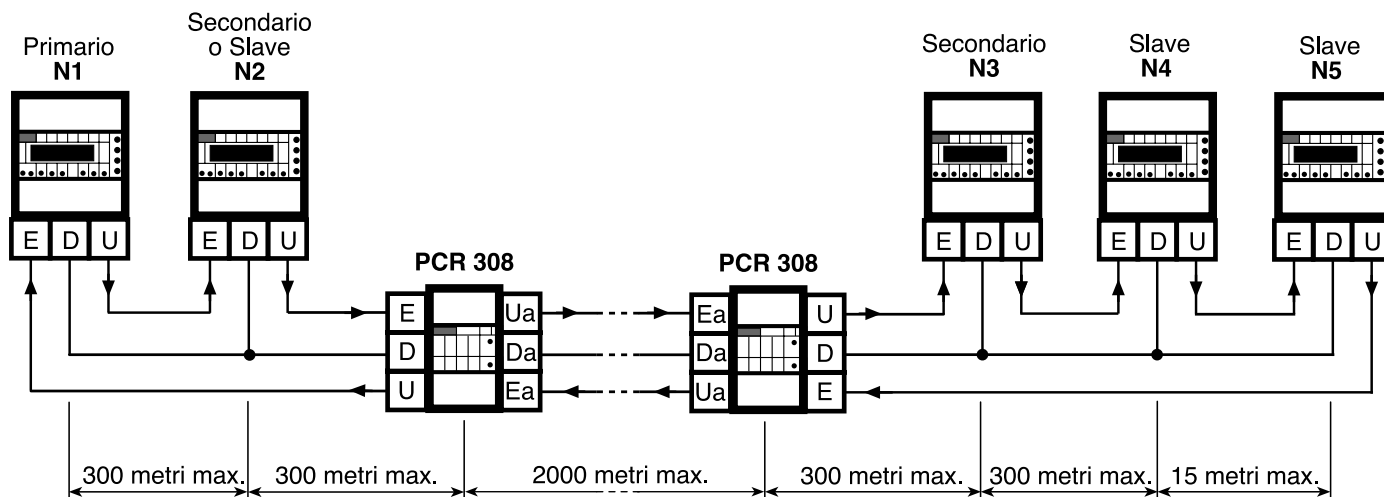 Primario
N1
Secondario
o Slave
N2
Secondario
N3
Slave
N4
Slave
N5
E D U
E D U
E D U
E D U
E D U
PCR 308
PCR 308
E Ua
D Da
U Ea
Ea U
Da D
Ua E
300 metri max.
300 metri max.
2000 metri max.
300 metri max.
300 metri max.
15 metri max.